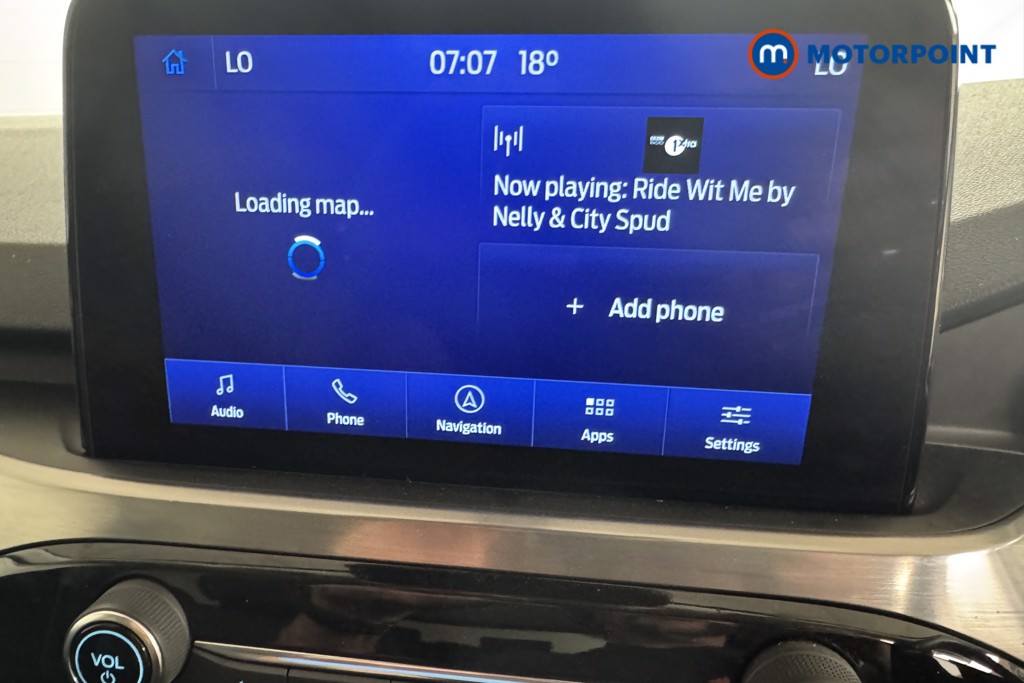 LO 07:07 18° LO
m MOTORPOINT
1Xtra
Now playing: Ride Wit Me by
Nelly & City Spud
Loading map...
+ Add phone
Audio
Phone
Navigation
Apps
Settings
VOL